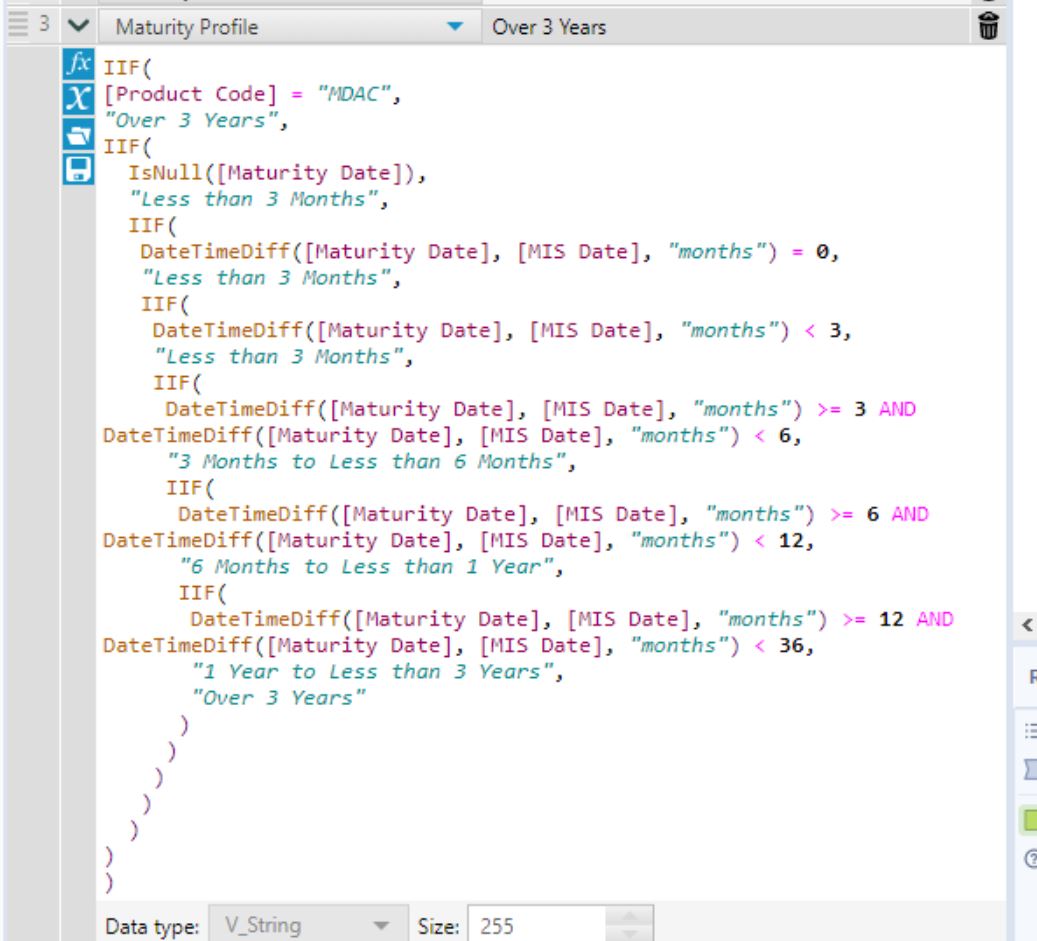 3 Maturity Profile Over 3 Years
fx IIF(
X [Product Code] = "MDAC",
"Over 3 Years",
IIF(
IsNull([Maturity Date]),
"Less than 3 Months",
IIF(
DateTimeDiff([Maturity Date], [MIS Date], "months") = 0,
"Less than 3 Months",
IIF(
DateTimeDiff([Maturity Date], [MIS Date], "months") < 3,
"Less than 3 Months",
IIF(
DateTimeDiff([Maturity Date], [MIS Date], "months") >= 3 AND
DateTimeDiff([Maturity Date], [MIS Date], "months") < 6,
"3 Months to Less than 6 Months",
IIF(
DateTimeDiff([Maturity Date], [MIS Date], "months") >= 6 AND
DateTimeDiff([Maturity Date], [MIS Date], "months") < 12,
"6 Months to Less than 1 Year",
IIF(
DateTimeDiff([Maturity Date], [MIS Date], "months") >= 12 AND
DateTimeDiff([Maturity Date], [MIS Date], "months") < 36,
"1 Year to Less than 3 Years",
"Over 3 Years"
)
)
)
)
)
)
)
Data type: V_String Size: 255